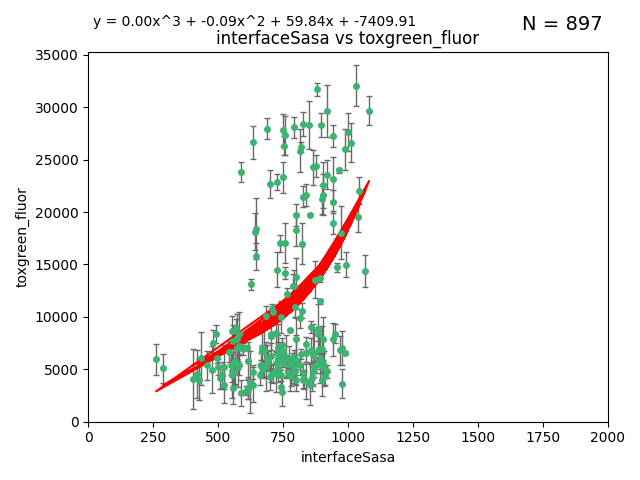 y = 0.00x^3 + -0.09x^2 + 59.84x + -7409.91
N = 897
interfaceSasa vs toxgreen_fluor
35000
30000
25000
20000
15000
10000
5000
0
toxgreen_fluor
0 250 500 750 1000 1250 1500 1750 2000
interfaceSasa